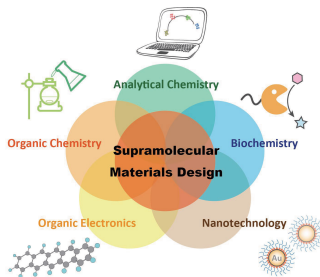 Analytical Chemistry
Organic Chemistry
Biochemistry
Supramolecular
Materials Design
Organic Electronics
Nanotechnology
Au